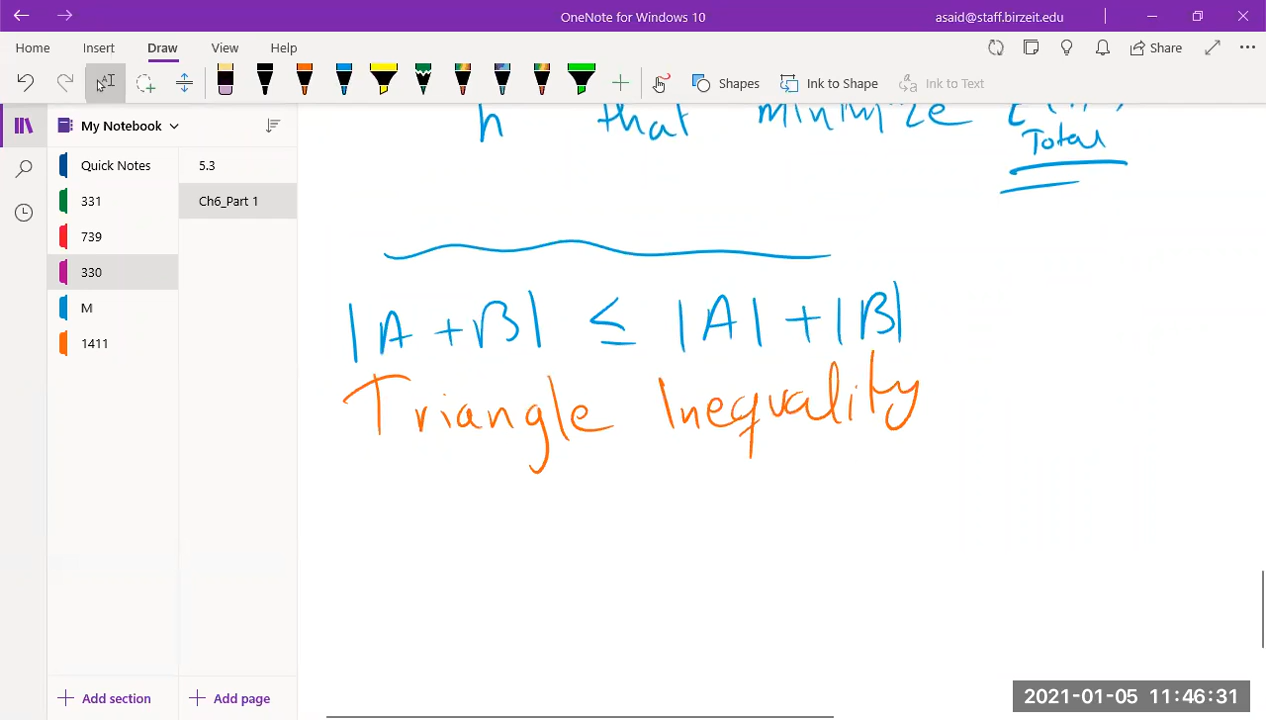 OneNote for Windows 10
asaid@staff.birzeit.edu
Home Insert Draw View Help
Share
Shapes Ink to Shape Ink to Text
My Notebook
Quick Notes
331
739
330
M
1411
5.3
Ch6_Part 1
h that minimize
Total
|A + B| ≤ |A| + |B|
Triangle Inequality
Add section
Add page
2021-01-05 11:46:31